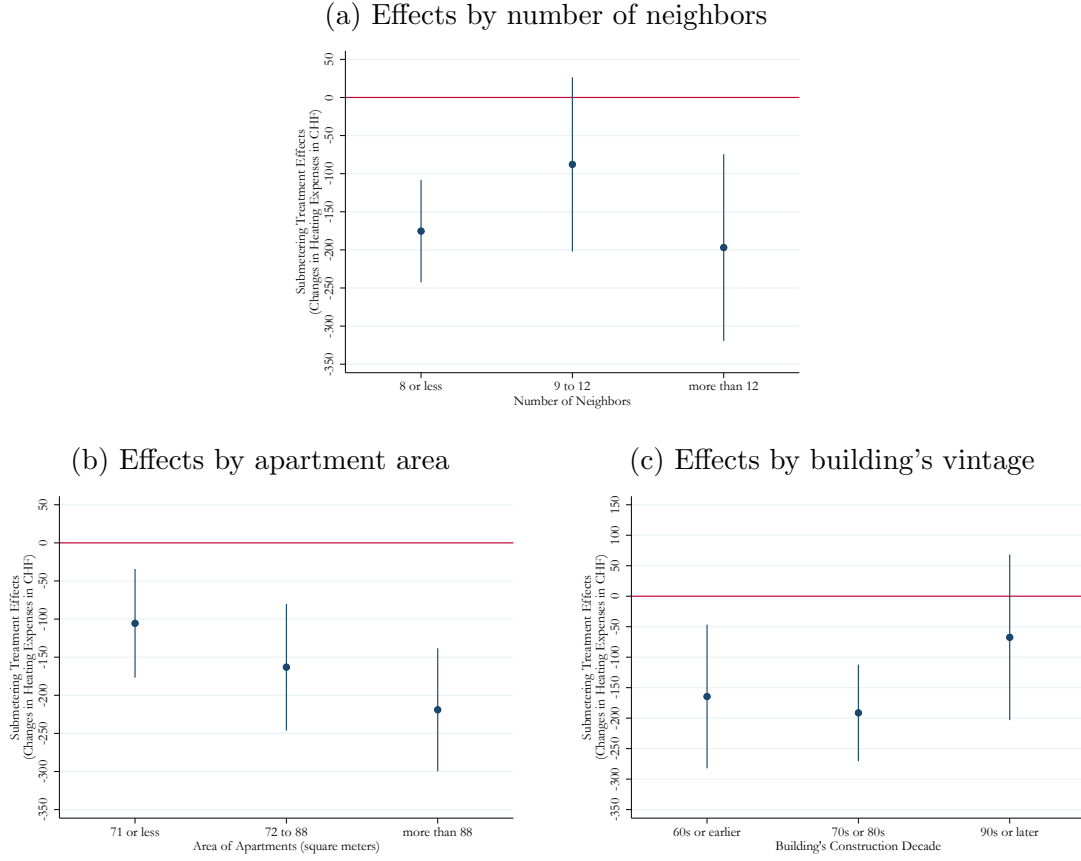 (a) Effects by number of neighbors
Submetering Treatment Effects
(Changes in Heating Expenses in CHF)
50
0
-50
-100
-150
-200
-250
-300
-350
8 or less
9 to 12
more than 12
Number of Neighbors
(b) Effects by apartment area
Submetering Treatment Effects
(Changes in Heating Expenses in CHF)
50
0
-50
-100
-150
-200
-250
-300
-350
71 or less
72 to 88
more than 88
Area of Apartments (square meters)
(c) Effects by building's vintage
Submetering Treatment Effects
(Changes in Heating Expenses in CHF)
150
100
50
0
-50
-100
-150
-200
-250
-300
-350
60s or earlier
70s or 80s
90s or later
Building's Construction Decade